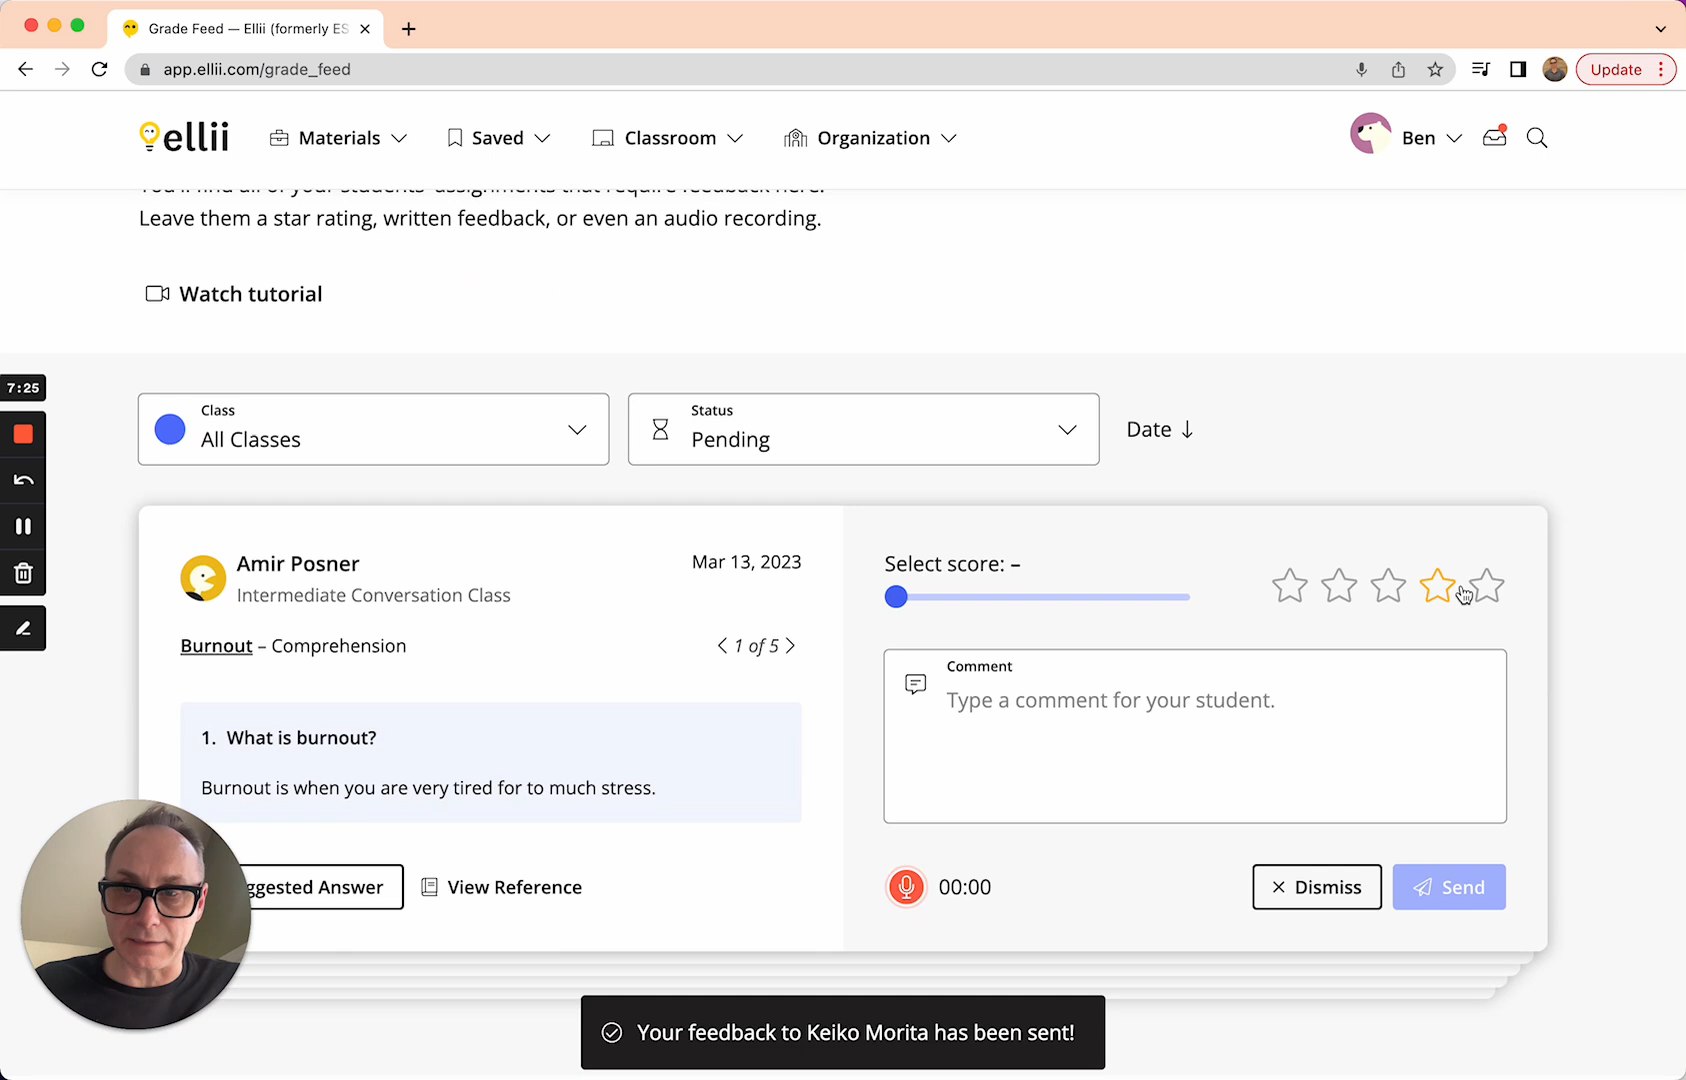 Grade Feed — Ellii (formerly ES
app.ellii.com/grade_feed
Update
ellii
Materials
Saved
Classroom
Organization
Ben
You'll find all of your students' assignments that require feedback here.
Leave them a star rating, written feedback, or even an audio recording.
Watch tutorial
7:25
Class
All Classes
Status
Pending
Date
Amir Posner
Intermediate Conversation Class
Mar 13, 2023
Burnout – Comprehension
1 of 5
1. What is burnout?
Burnout is when you are very tired for to much stress.
ggested Answer
View Reference
Select score: –
Comment
Type a comment for your student.
00:00
Dismiss
Send
Your feedback to Keiko Morita has been sent!